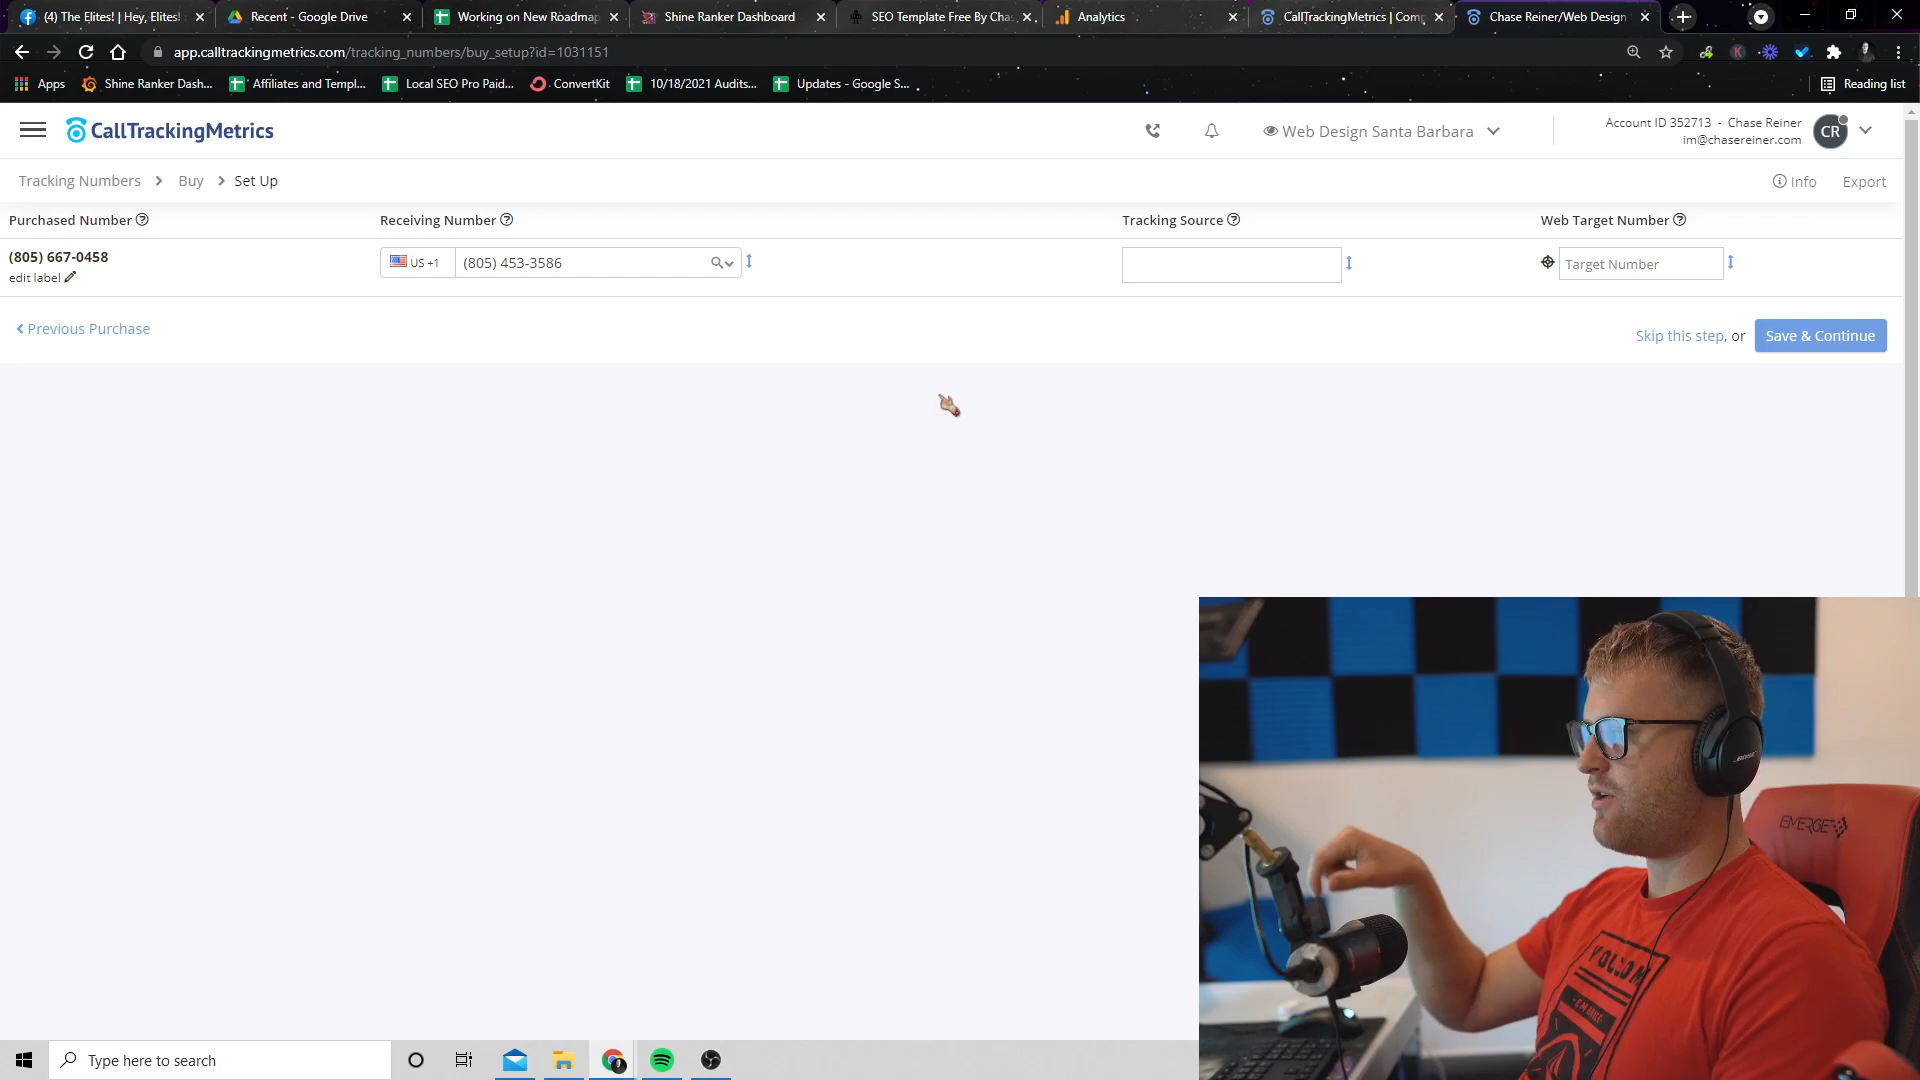 (4) The Elites! | Hey, Elites!
Recent - Google Drive
Working on New Roadmap
Shine Ranker Dashboard
SEO Template Free By Cha
Analytics
CallTrackingMetrics | Comp
Chase Reiner/Web Design
app.calltrackingmetrics.com/tracking_numbers/buy_setup?id=1031151
Apps
Shine Ranker Dash...
Affiliates and Templ...
Local SEO Pro Paid...
ConvertKit
10/18/2021 Audits...
Updates - Google S...
Reading list
CallTrackingMetrics
Web Design Santa Barbara
Account ID 352713 - Chase Reiner
im@chasereiner.com
CR
Tracking Numbers > Buy > Set Up
Info
Export
Purchased Number
Receiving Number
Tracking Source
Web Target Number
(805) 667-0458
edit label
US +1
(805) 453-3586
Target Number
Previous Purchase
Skip this step, or
Save & Continue
EMERGE
BOSE
VOLCOM
Type here to search